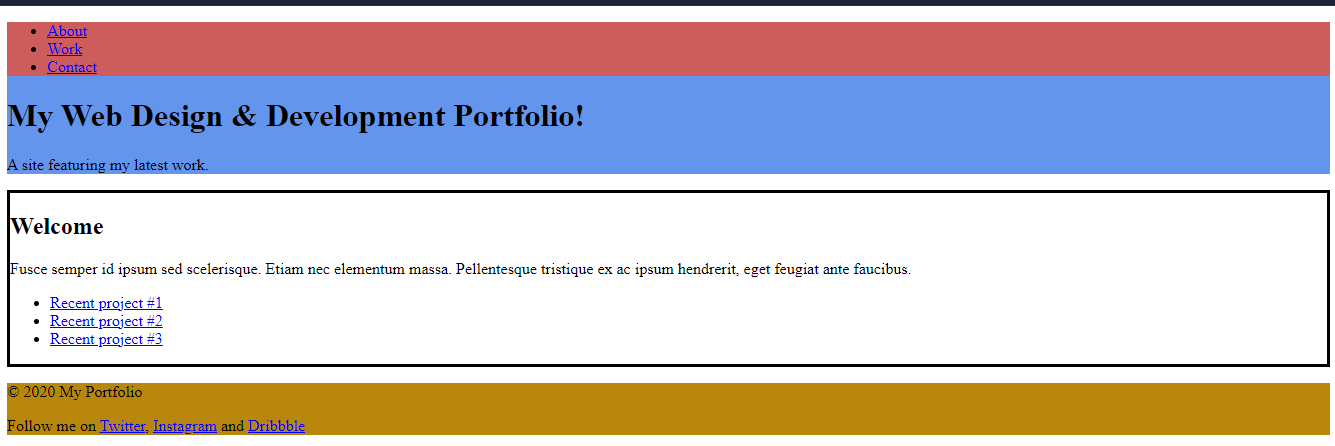 About
Work
Contact
My Web Design & Development Portfolio!
A site featuring my latest work.
Welcome
Fusce semper id ipsum sed scelerisque. Etiam nec elementum massa. Pellentesque tristique ex ac ipsum hendrerit, eget feugiat ante faucibus.
Recent project #1
Recent project #2
Recent project #3
© 2020 My Portfolio
Follow me on Twitter, Instagram and Dribbble